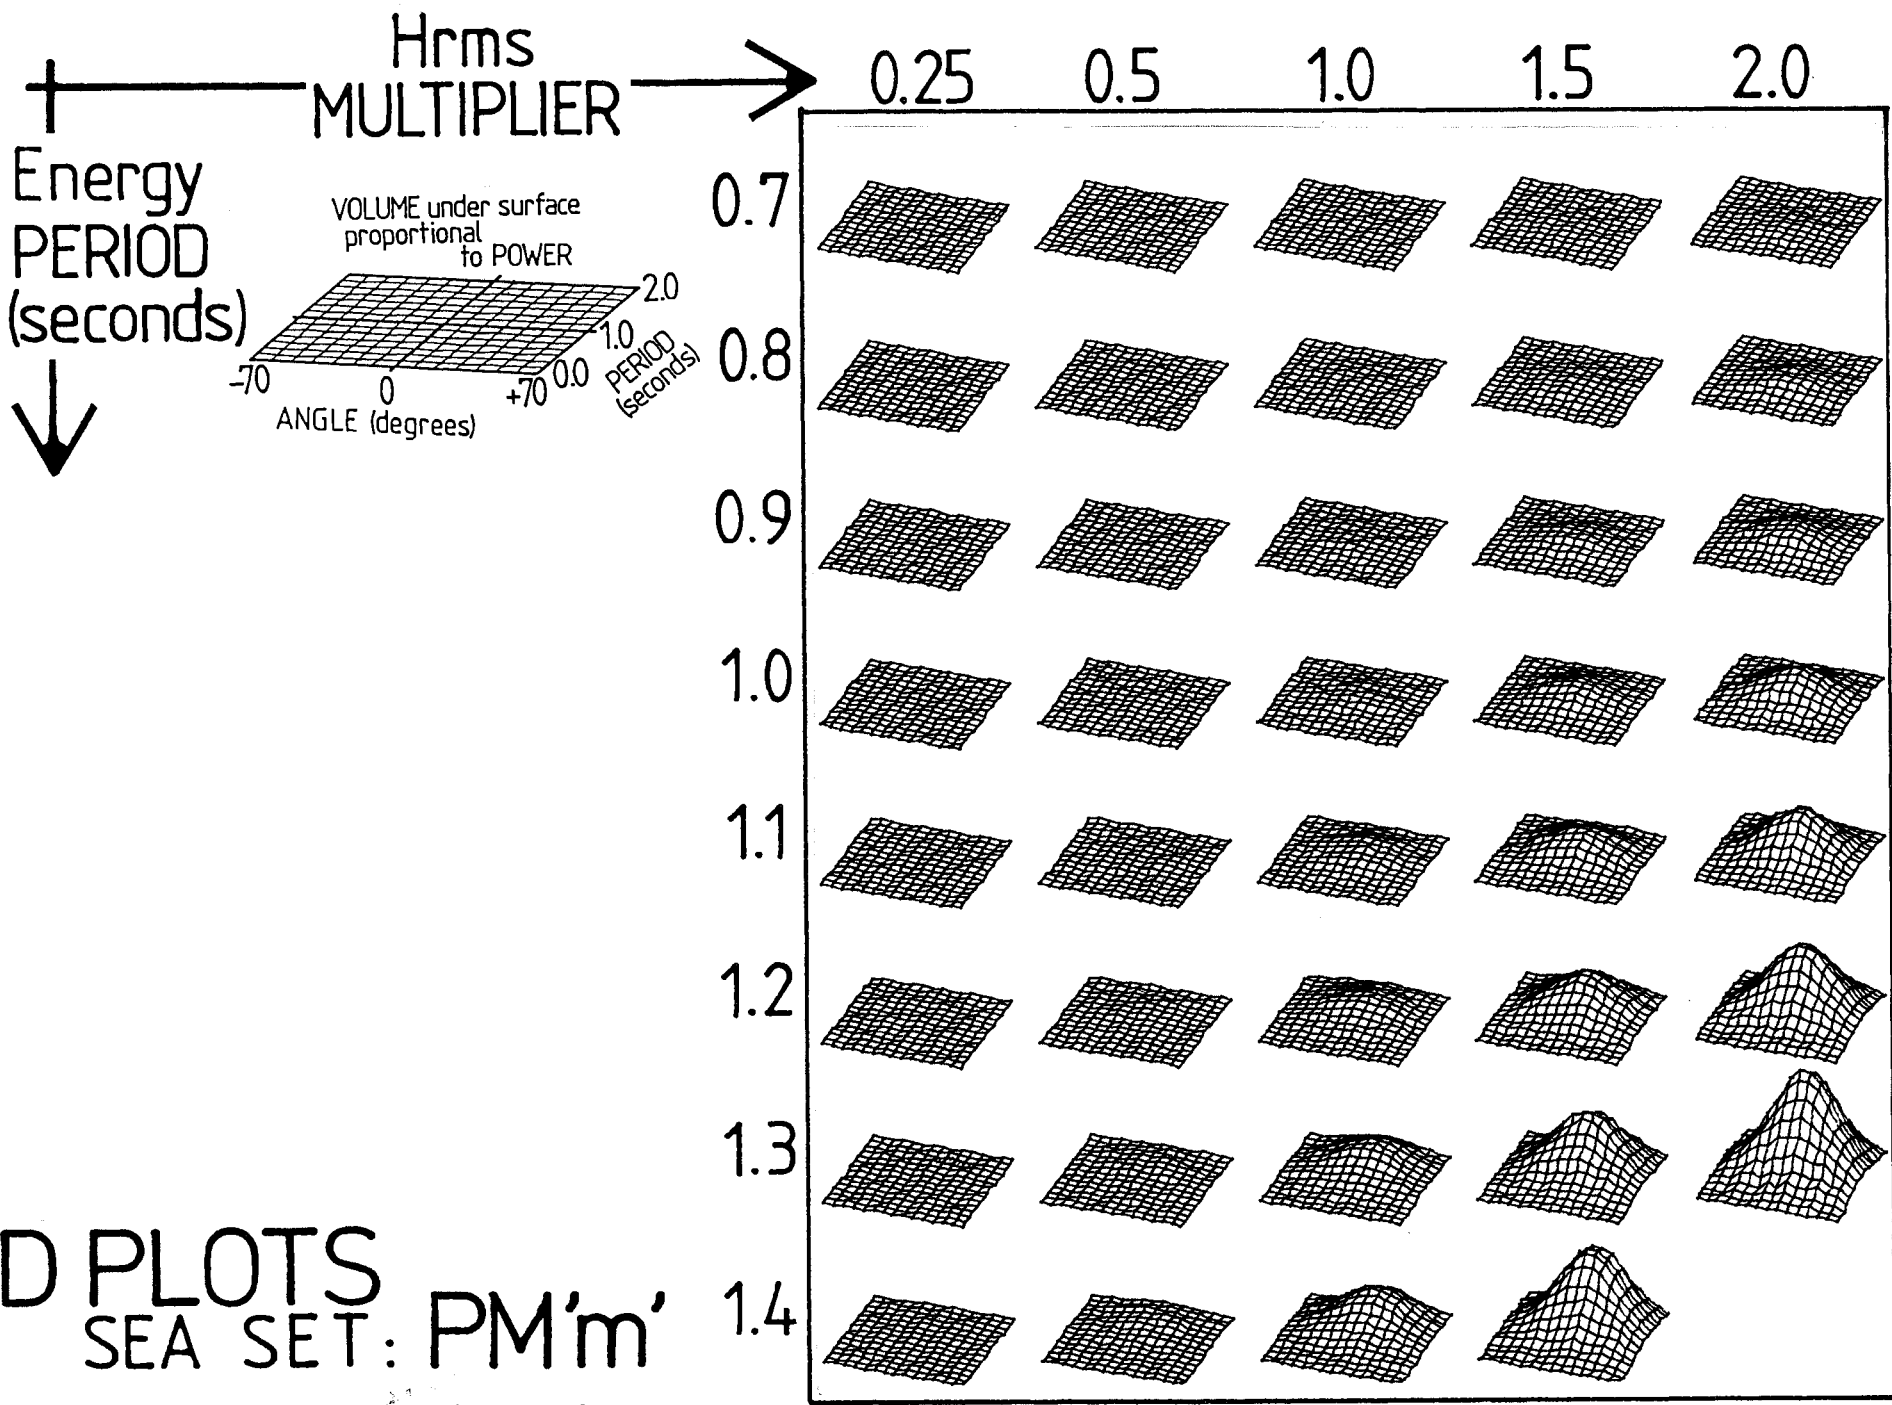 Hrms
MULTIPLIER
0.25 0.5 1.0 1.5 2.0
Energy
PERIOD
(seconds)
VOLUME under surface
proportional
to POWER
2.0
1.0
0.0
PERIOD
(seconds)
-70 0 +70
ANGLE (degrees)
0.7
0.8
0.9
1.0
1.1
1.2
1.3
1.4
D PLOTS
SEA SET: PM'm'